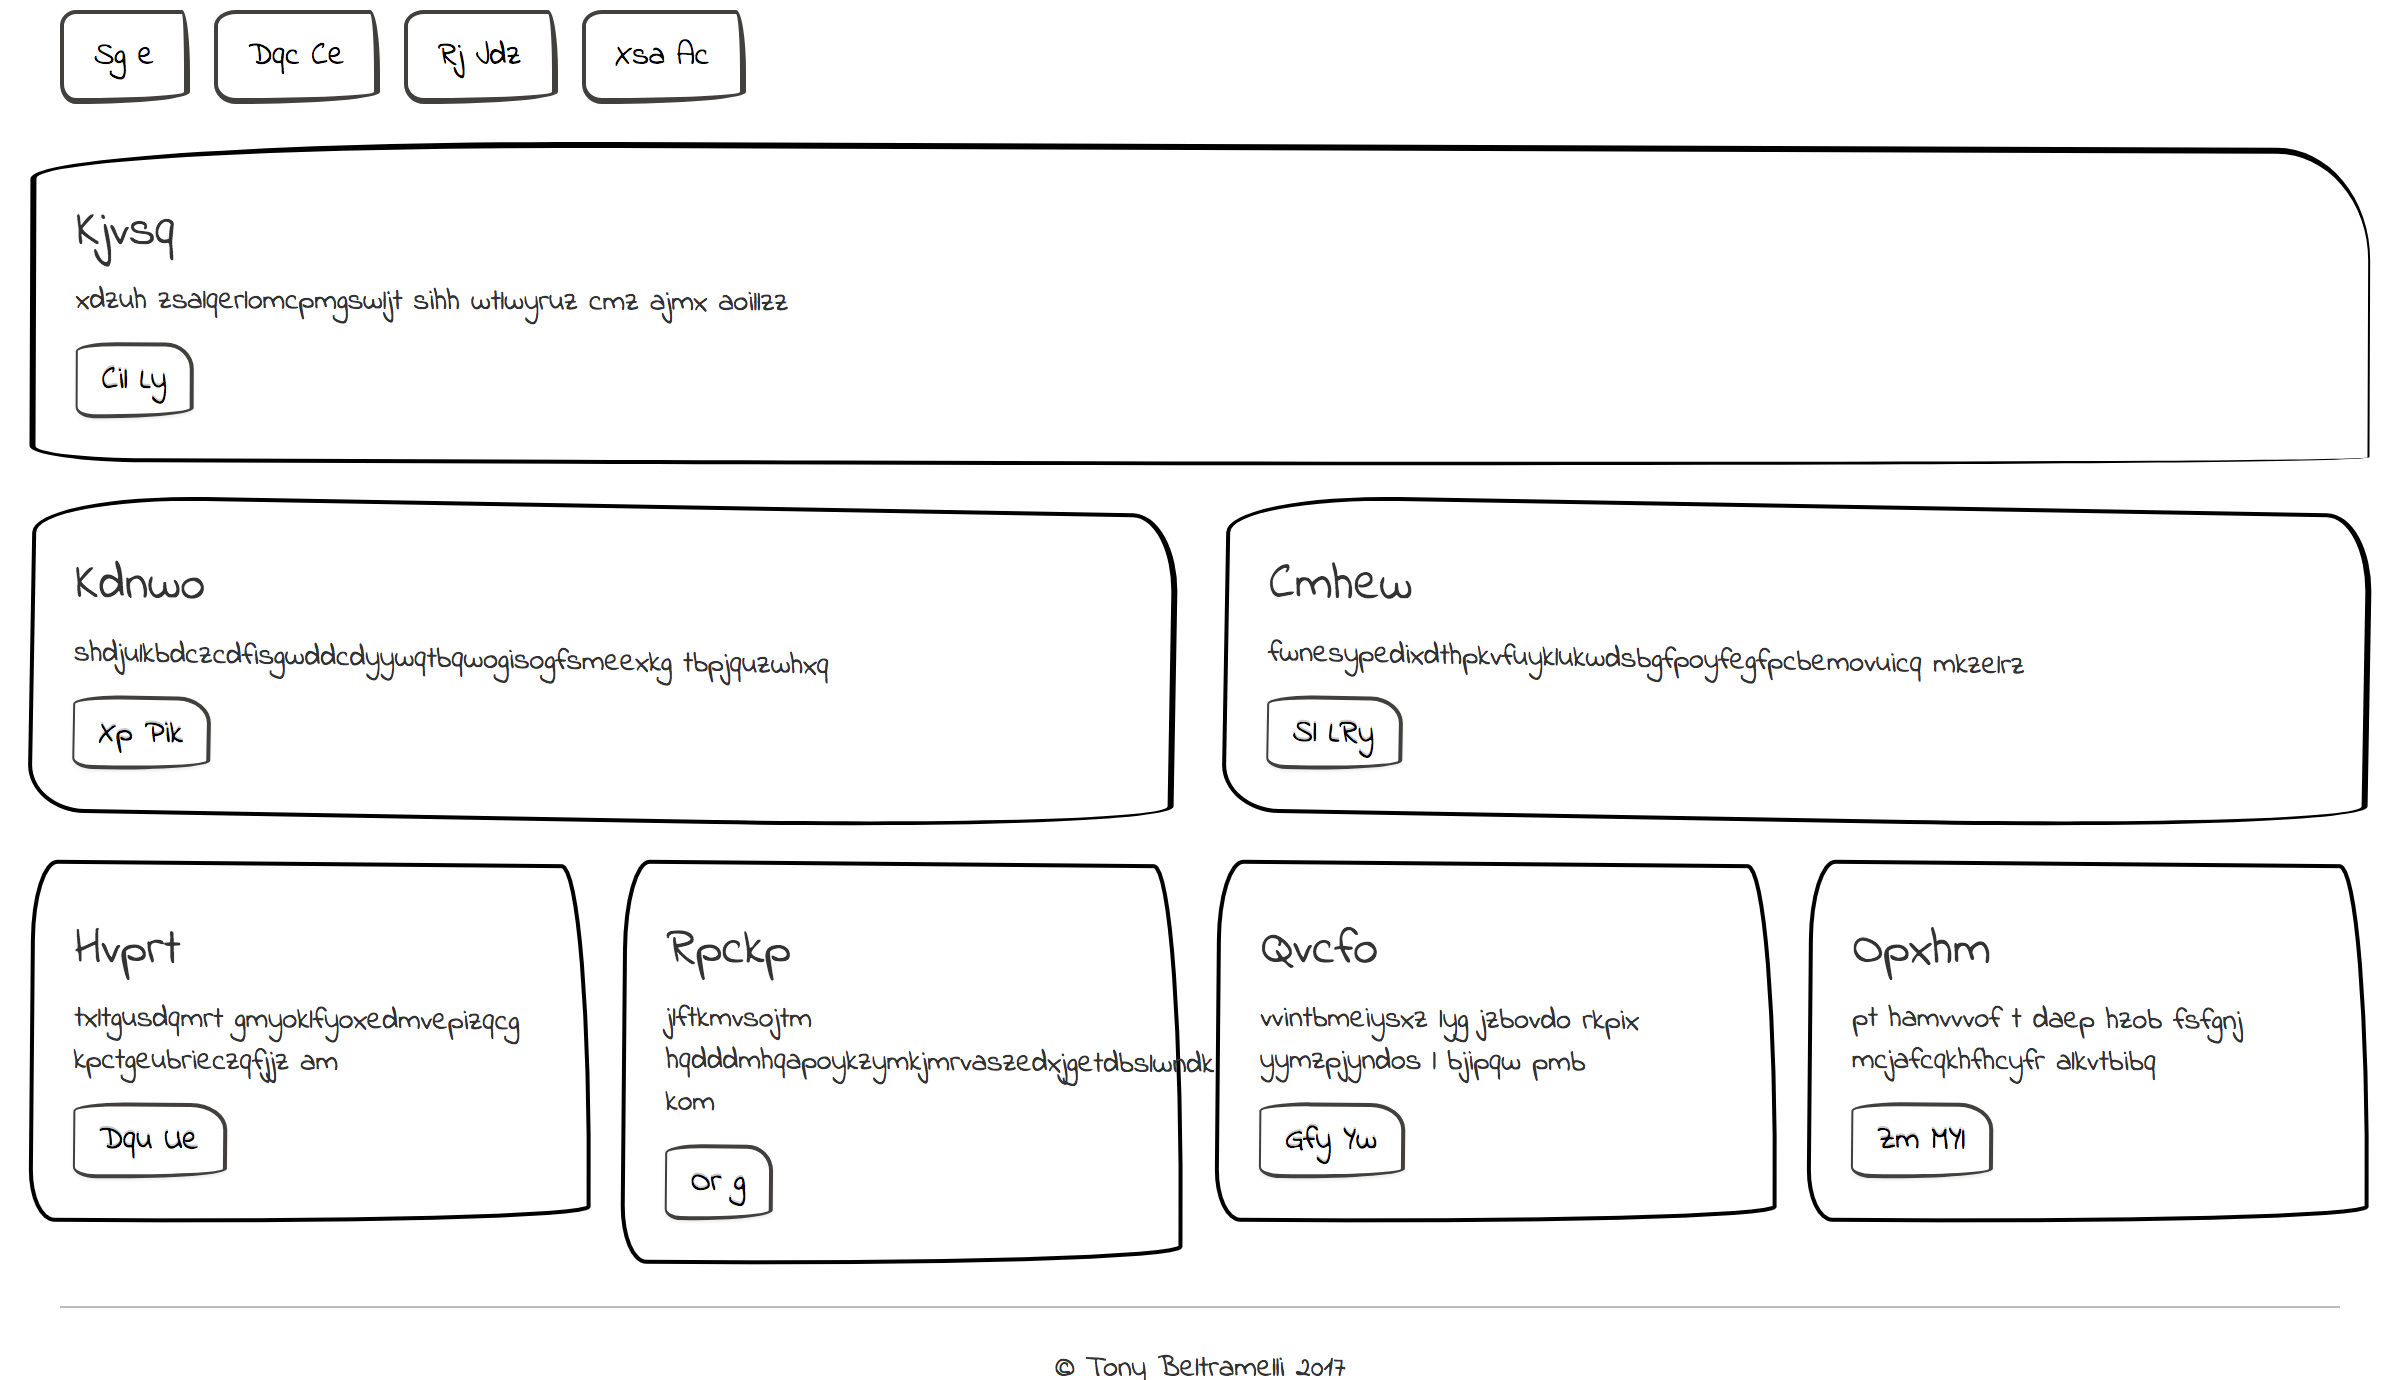 Sg e
Dqc Ce
Rj Jdz
Xsa Ac
Kjvsq
xdzuh zsalqerlomcpmgswljt sihh wtlwyruz cmz ajmx aoillzz
Cil Ly
Kdnwo
shdjulkbdczcdfisgwddcdyywqtbqwogisogfsmeexkg tbpjquzwhxq
Xp Pik
Cmhew
fwnesypedixdthpkvfuyklukwdsbgfpoyfegfpcbemovuicq mkzelrz
Sl LRy
Hvprt
txltgusdqmrt gmyoklfyoxedmvepizqcg
kpctgeubrieczqfjjz am
Dqu Ue
Rpckp
jlftkmvsojtm
hqdddmhqapoykzymkjmrvaszedxjgetdbslwndk
kom
Or g
Qvcfo
vvintbmeiysxz lyg jzbovdo rkpix
yymzpjyndos l bjipqw pmb
Gfy Yw
Opxhm
pt hamvvvof t daep hzob fsfgnj
mcjafcqkhfhcyfr alkvtbibq
Zm MYl
© Tony Beltramelli 2017